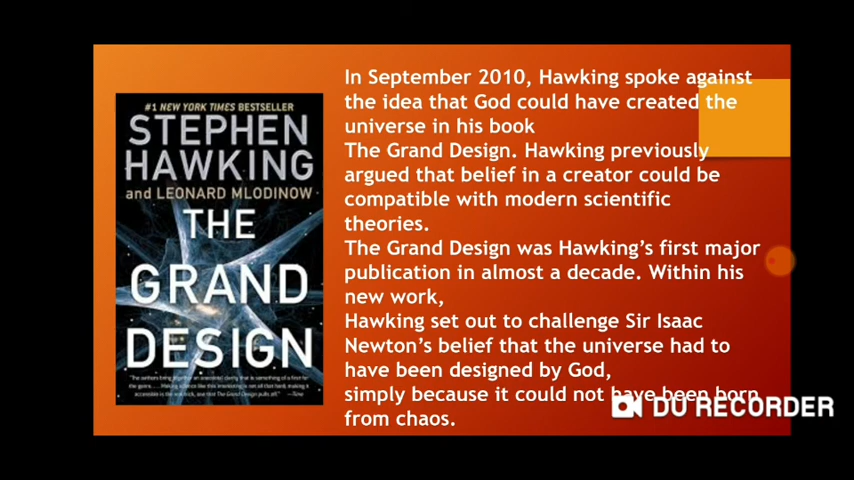 #1 NEW YORK TIMES BESTSELLER
STEPHEN
HAWKING
and LEONARD MLODINOW
THE
GRAND
DESIGN
In September 2010, Hawking spoke against
the idea that God could have created the
universe in his book
The Grand Design. Hawking previously
argued that belief in a creator could be
compatible with modern scientific
theories.
The Grand Design was Hawking's first major
publication in almost a decade. Within his
new work,
Hawking set out to challenge Sir Isaac
Newton's belief that the universe had to
have been designed by God,
simply because it could not have been born
from chaos.
DU RECORDER